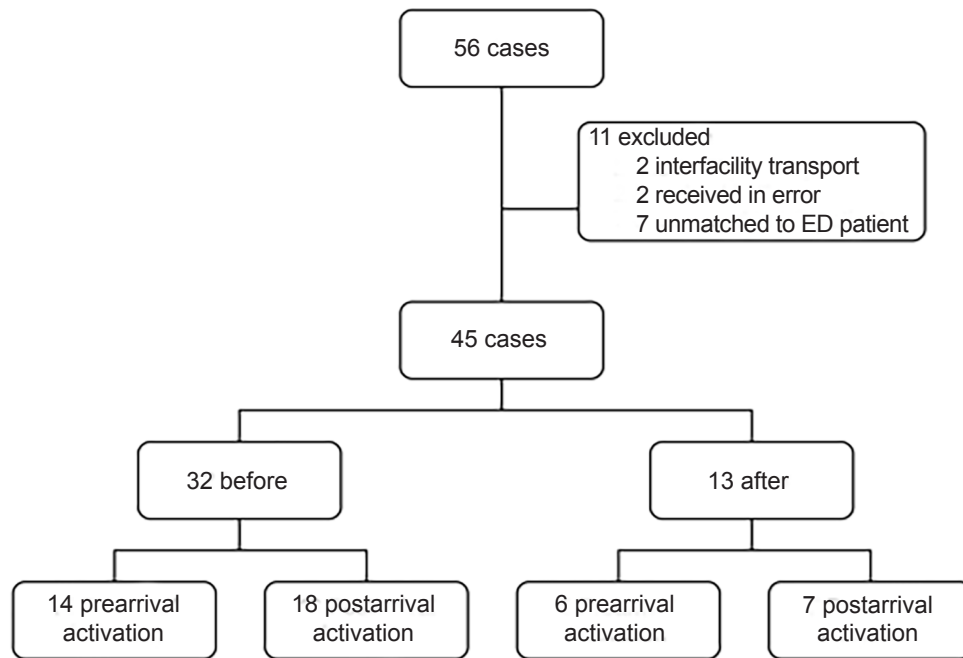 56 cases
11 excluded
2 interfacility transport
2 received in error
7 unmatched to ED patient
45 cases
32 before
13 after
14 prearrival
activation
18 postarrival
activation
6 prearrival
activation
7 postarrival
activation